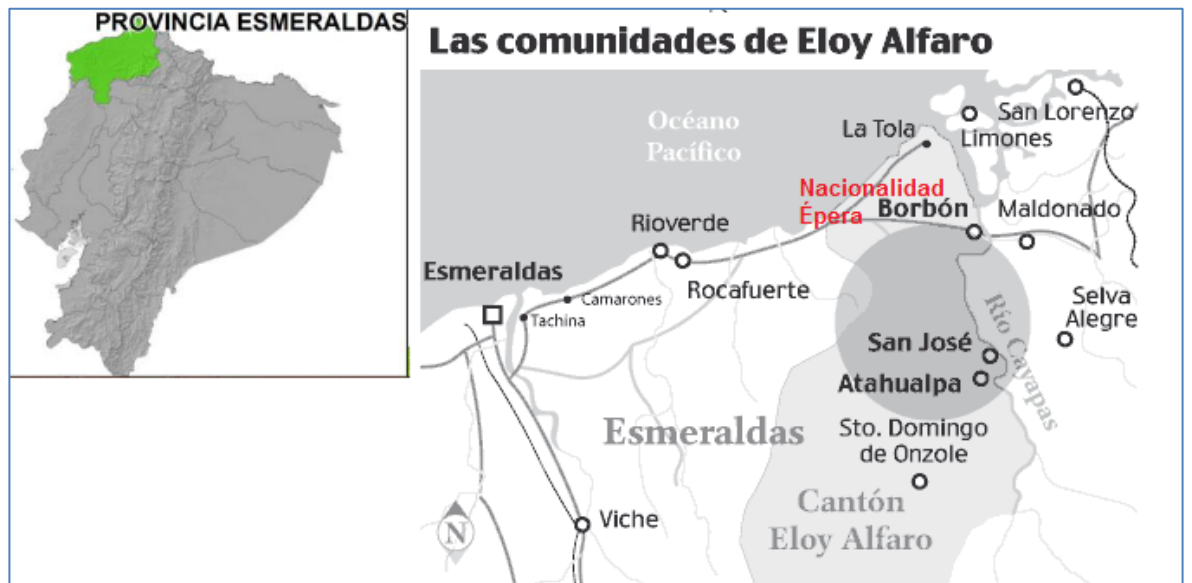 PROVINCIA ESMERALDAS
Las comunidades de Eloy Alfaro
Océano
Pacífico
La Tola
San Lorenzo
Limones
Nacionalidad
Épera
Borbón
Maldonado
Rioverde
Rocafuerte
Esmeraldas
Camarones
Tachina
Selva
Alegre
Río Cayapas
San José
Atahualpa
Esmeraldas
Sto. Domingo
de Onzole
Cantón
Eloy Alfaro
Viche
N